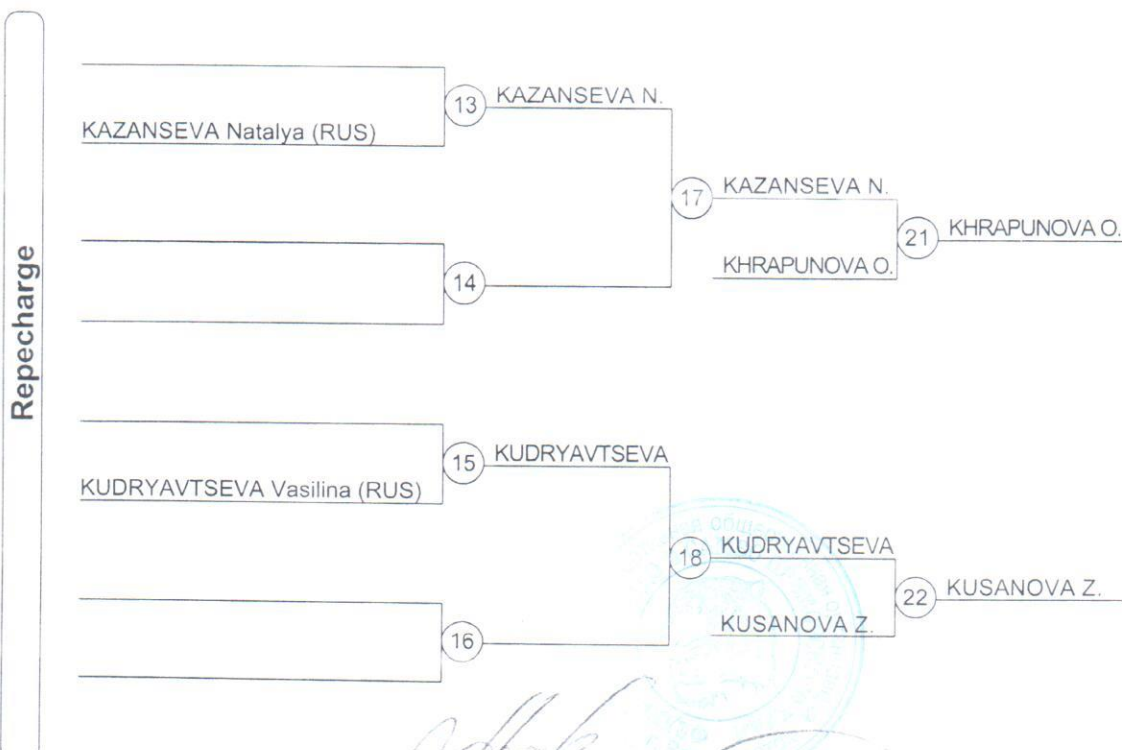 Repechage
KAZANSEVA Natalya (RUS)
13
KAZANSEVA N.
14
17
KAZANSEVA N.
KHRAPUNOVA O.
21
KHRAPUNOVA O.
KUDRYAVTSEVA Vasilina (RUS)
15
KUDRYAVTSEVA
16
18
KUDRYAVTSEVA
KUSANOVA Z.
22
KUSANOVA Z.